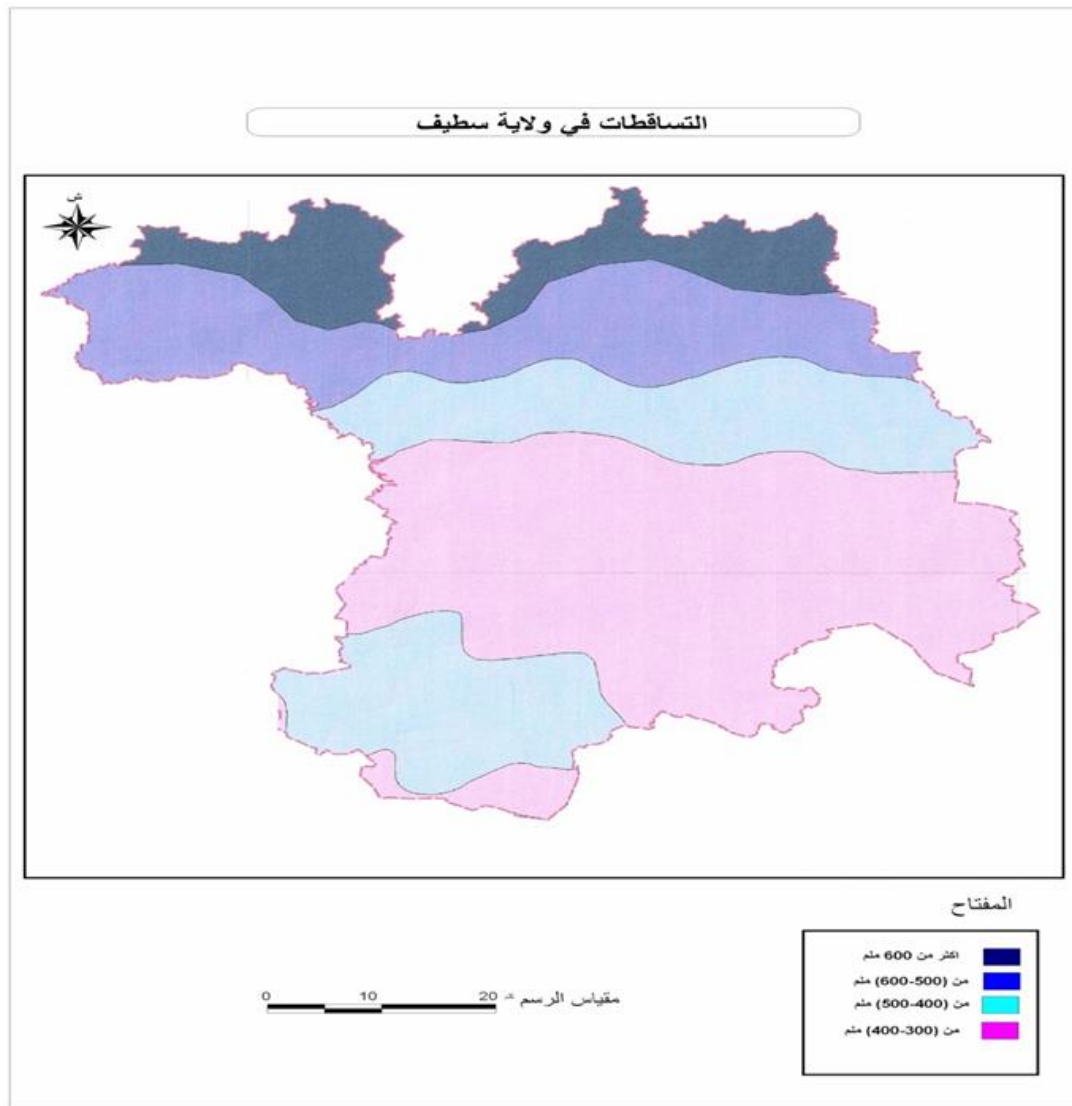 التساقطات في ولاية سطيف
ش
المفتاح
اكثر من 600 ملم
من (500-600) ملم
من (400-500) ملم
من (300-400) ملم
مقياس الرسم
0 10 20